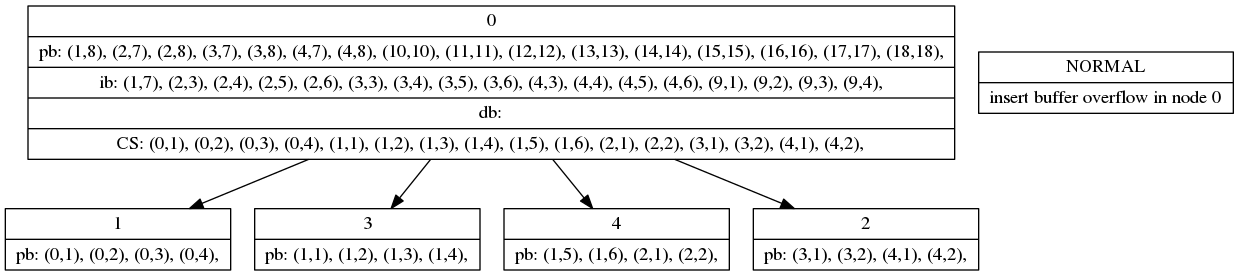 0
pb: (1,8), (2,7), (2,8), (3,7), (3,8), (4,7), (4,8), (10,10), (11,11), (12,12), (13,13), (14,14), (15,15), (16,16), (17,17), (18,18),
ib: (1,7), (2,3), (2,4), (2,5), (2,6), (3,3), (3,4), (3,5), (3,6), (4,3), (4,4), (4,5), (4,6), (9,1), (9,2), (9,3), (9,4),
db:
CS: (0,1), (0,2), (0,3), (0,4), (1,1), (1,2), (1,3), (1,4), (1,5), (1,6), (2,1), (2,2), (3,1), (3,2), (4,1), (4,2),
NORMAL
insert buffer overflow in node 0
1
pb: (0,1), (0,2), (0,3), (0,4),
3
pb: (1,1), (1,2), (1,3), (1,4),
4
pb: (1,5), (1,6), (2,1), (2,2),
2
pb: (3,1), (3,2), (4,1), (4,2),